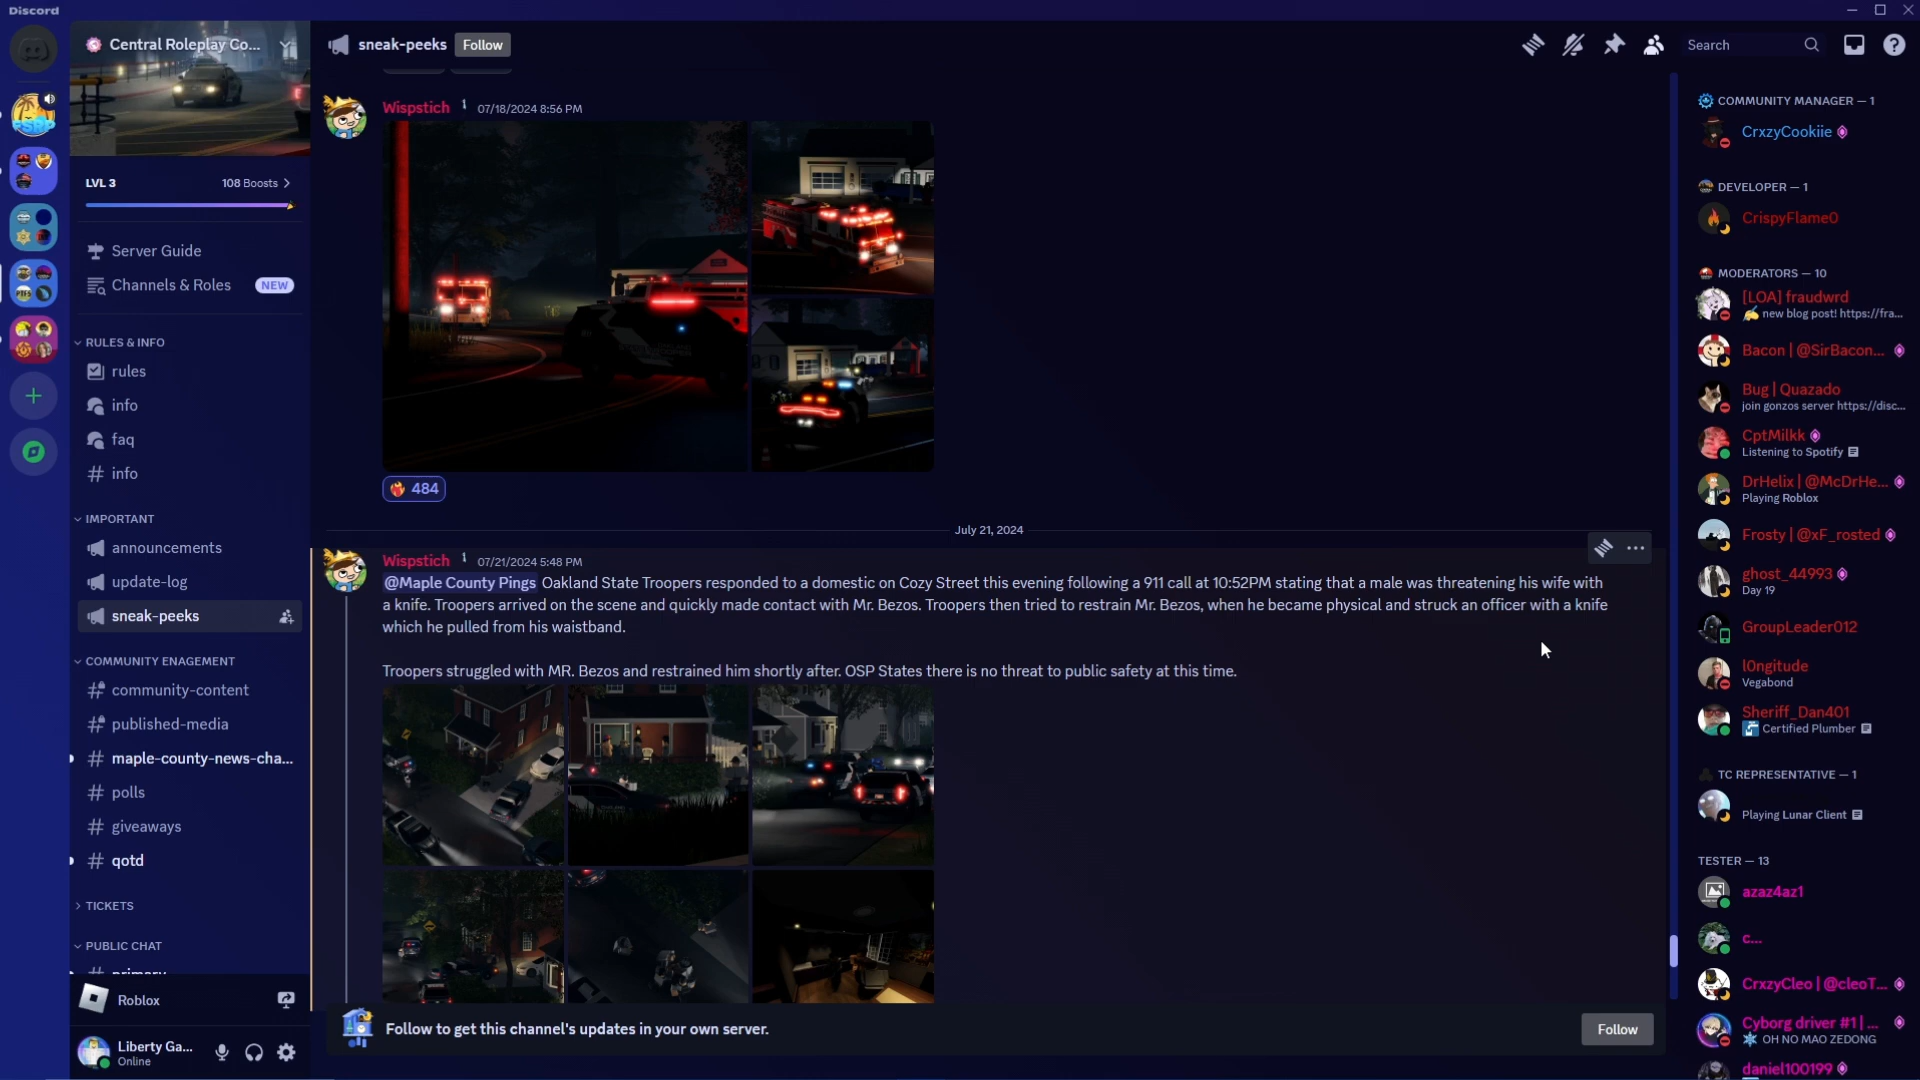 Discord
Central Roleplay Co...
sneak-peeks
Follow
Search
LVL 3
108 Boosts
Server Guide
Channels & Roles
NEW
RULES & INFO
rules
info
faq
info
IMPORTANT
announcements
update-log
sneak-peeks
COMMUNITY ENAGEMENT
community-content
published-media
maple-county-news-cha...
polls
giveaways
qotd
TICKETS
PUBLIC CHAT
primary
Roblox
Liberty Ga...
Online
Wispstich
07/18/2024 8:56 PM
484
July 21, 2024
Wispstich
07/21/2024 5:48 PM
@Maple County Pings Oakland State Troopers responded to a domestic on Cozy Street this evening following a 911 call at 10:52PM stating that a male was threatening his wife with
a knife. Troopers arrived on the scene and quickly made contact with Mr. Bezos. Troopers then tried to restrain Mr. Bezos, when he became physical and struck an officer with a knife
which he pulled from his waistband.
Troopers struggled with MR. Bezos and restrained him shortly after. OSP States there is no threat to public safety at this time.
Follow to get this channel's updates in your own server.
Follow
COMMUNITY MANAGER — 1
CrxzyCookiie
DEVELOPER — 1
CrispyFlame0
MODERATORS — 10
[LOA] fraudwrd
new blog post! https://fra...
Bacon | @SirBacon...
Bug | Quazado
join gonzos server https://disc...
CptMilkk
Listening to Spotify
DrHelix | @McDrHe...
Playing Roblox
Frosty | @xF_rosted
ghost_44993
Day 19
GroupLeader012
l0ngitude
Vegabond
Sheriff_Dan401
Certified Plumber
TC REPRESENTATIVE — 1
Playing Lunar Client
TESTER — 13
azaz4az1
c...
CrxzyCleo | @cleoT...
Cyborg driver #1 | ...
OH NO MAO ZEDONG
daniel100199